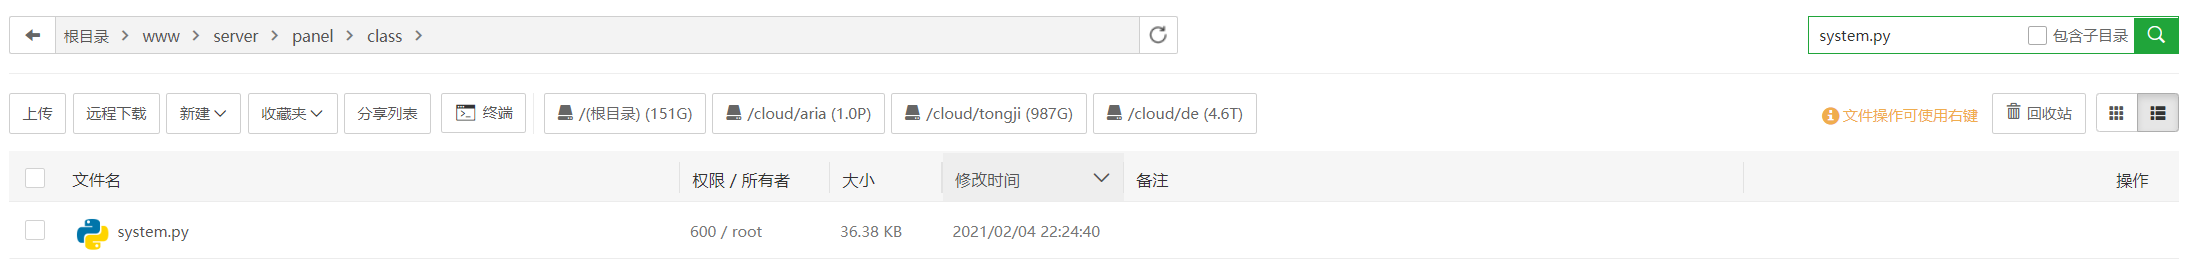 根目录 > www > server > panel > class >
system.py 包含子目录
上传 远程下载 新建 收藏夹 分享列表 终端 /(根目录) (151G) /cloud/aria (1.0P) /cloud/tongji (987G) /cloud/de (4.6T) 文件操作可使用右键 回收站
文件名 权限 / 所有者 大小 修改时间 备注 操作
system.py 600 / root 36.38 KB 2021/02/04 22:24:40